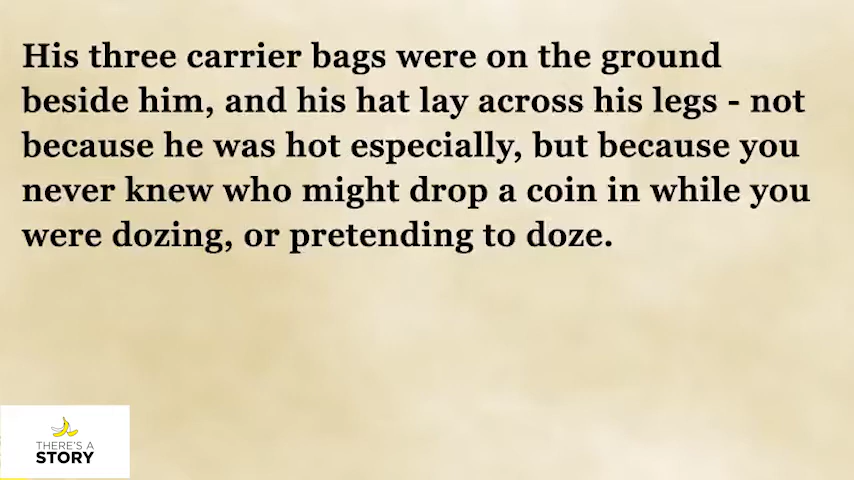 His three carrier bags were on the ground
beside him, and his hat lay across his legs - not
because he was hot especially, but because you
never knew who might drop a coin in while you
were dozing, or pretending to doze.
THERE'S A
STORY